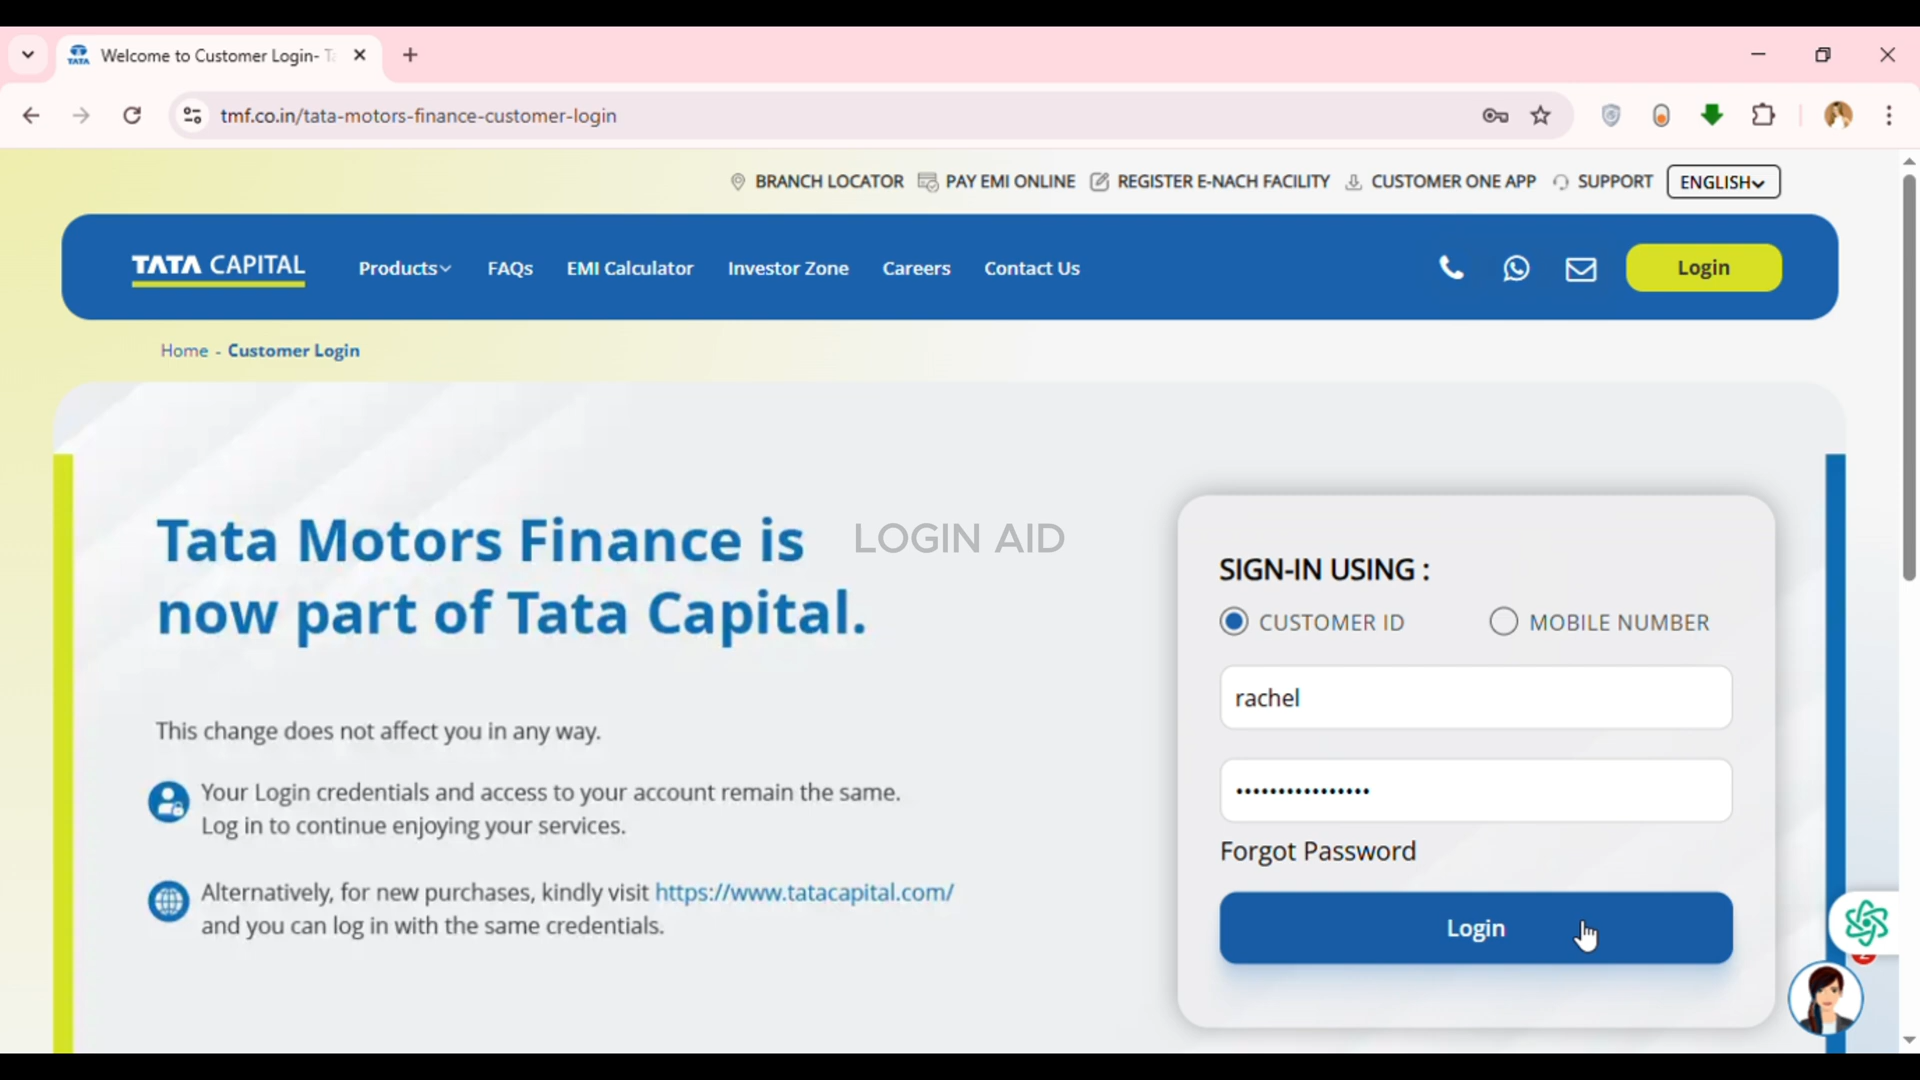 Welcome to Customer Login-
tmf.co.in/tata-motors-finance-customer-login
BRANCH LOCATOR PAY EMI ONLINE REGISTER E-NACH FACILITY CUSTOMER ONE APP SUPPORT ENGLISH
TATA CAPITAL Products FAQs EMI Calculator Investor Zone Careers Contact Us Login
Home - Customer Login
Tata Motors Finance is
now part of Tata Capital.
LOGIN AID
This change does not affect you in any way.
Your Login credentials and access to your account remain the same.
Log in to continue enjoying your services.
Alternatively, for new purchases, kindly visit https://www.tatacapital.com/
and you can log in with the same credentials.
SIGN-IN USING :
CUSTOMER ID MOBILE NUMBER
rachel
••••••••••••••••
Forgot Password
Login